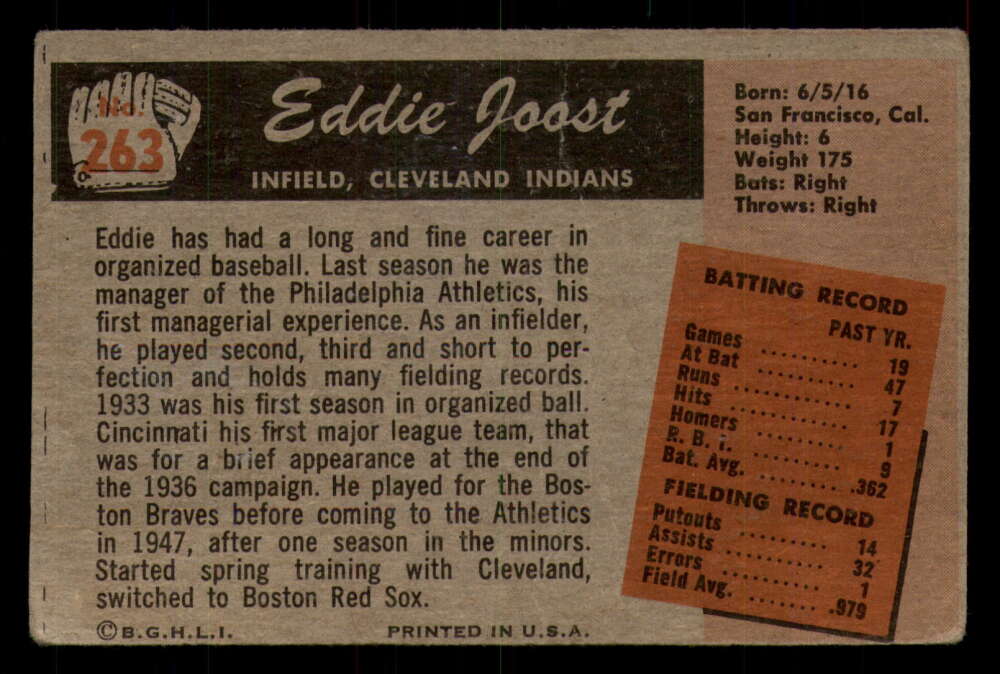 No.
263
Eddie Joost
INFIELD, CLEVELAND INDIANS
Born: 6/5/16
San Francisco, Cal.
Height: 6
Weight 175
Bats: Right
Throws: Right
Eddie has had a long and fine career in
organized baseball. Last season he was the
manager of the Philadelphia Athletics, his
first managerial experience. As an infielder,
he played second, third and short to per-
fection and holds many fielding records.
1933 was his first season in organized ball.
Cincinnati his first major league team, that
was for a brief appearance at the end of
the 1936 campaign. He played for the Bos-
ton Braves before coming to the Athletics
in 1947, after one season in the minors.
Started spring training with Cleveland,
switched to Boston Red Sox.
BATTING RECORD
PAST YR.
Games .......... 19
At Bat .......... 47
Runs ............ 7
Hits ............ 17
Homers ......... 1
R. B. I. .......... 9
Bat. Avg. ........ .362
FIELDING RECORD
Putouts ......... 14
Assists .......... 32
Errors .......... 1
Field Avg. ....... .979
© B.G.H.L.I. PRINTED IN U.S.A.